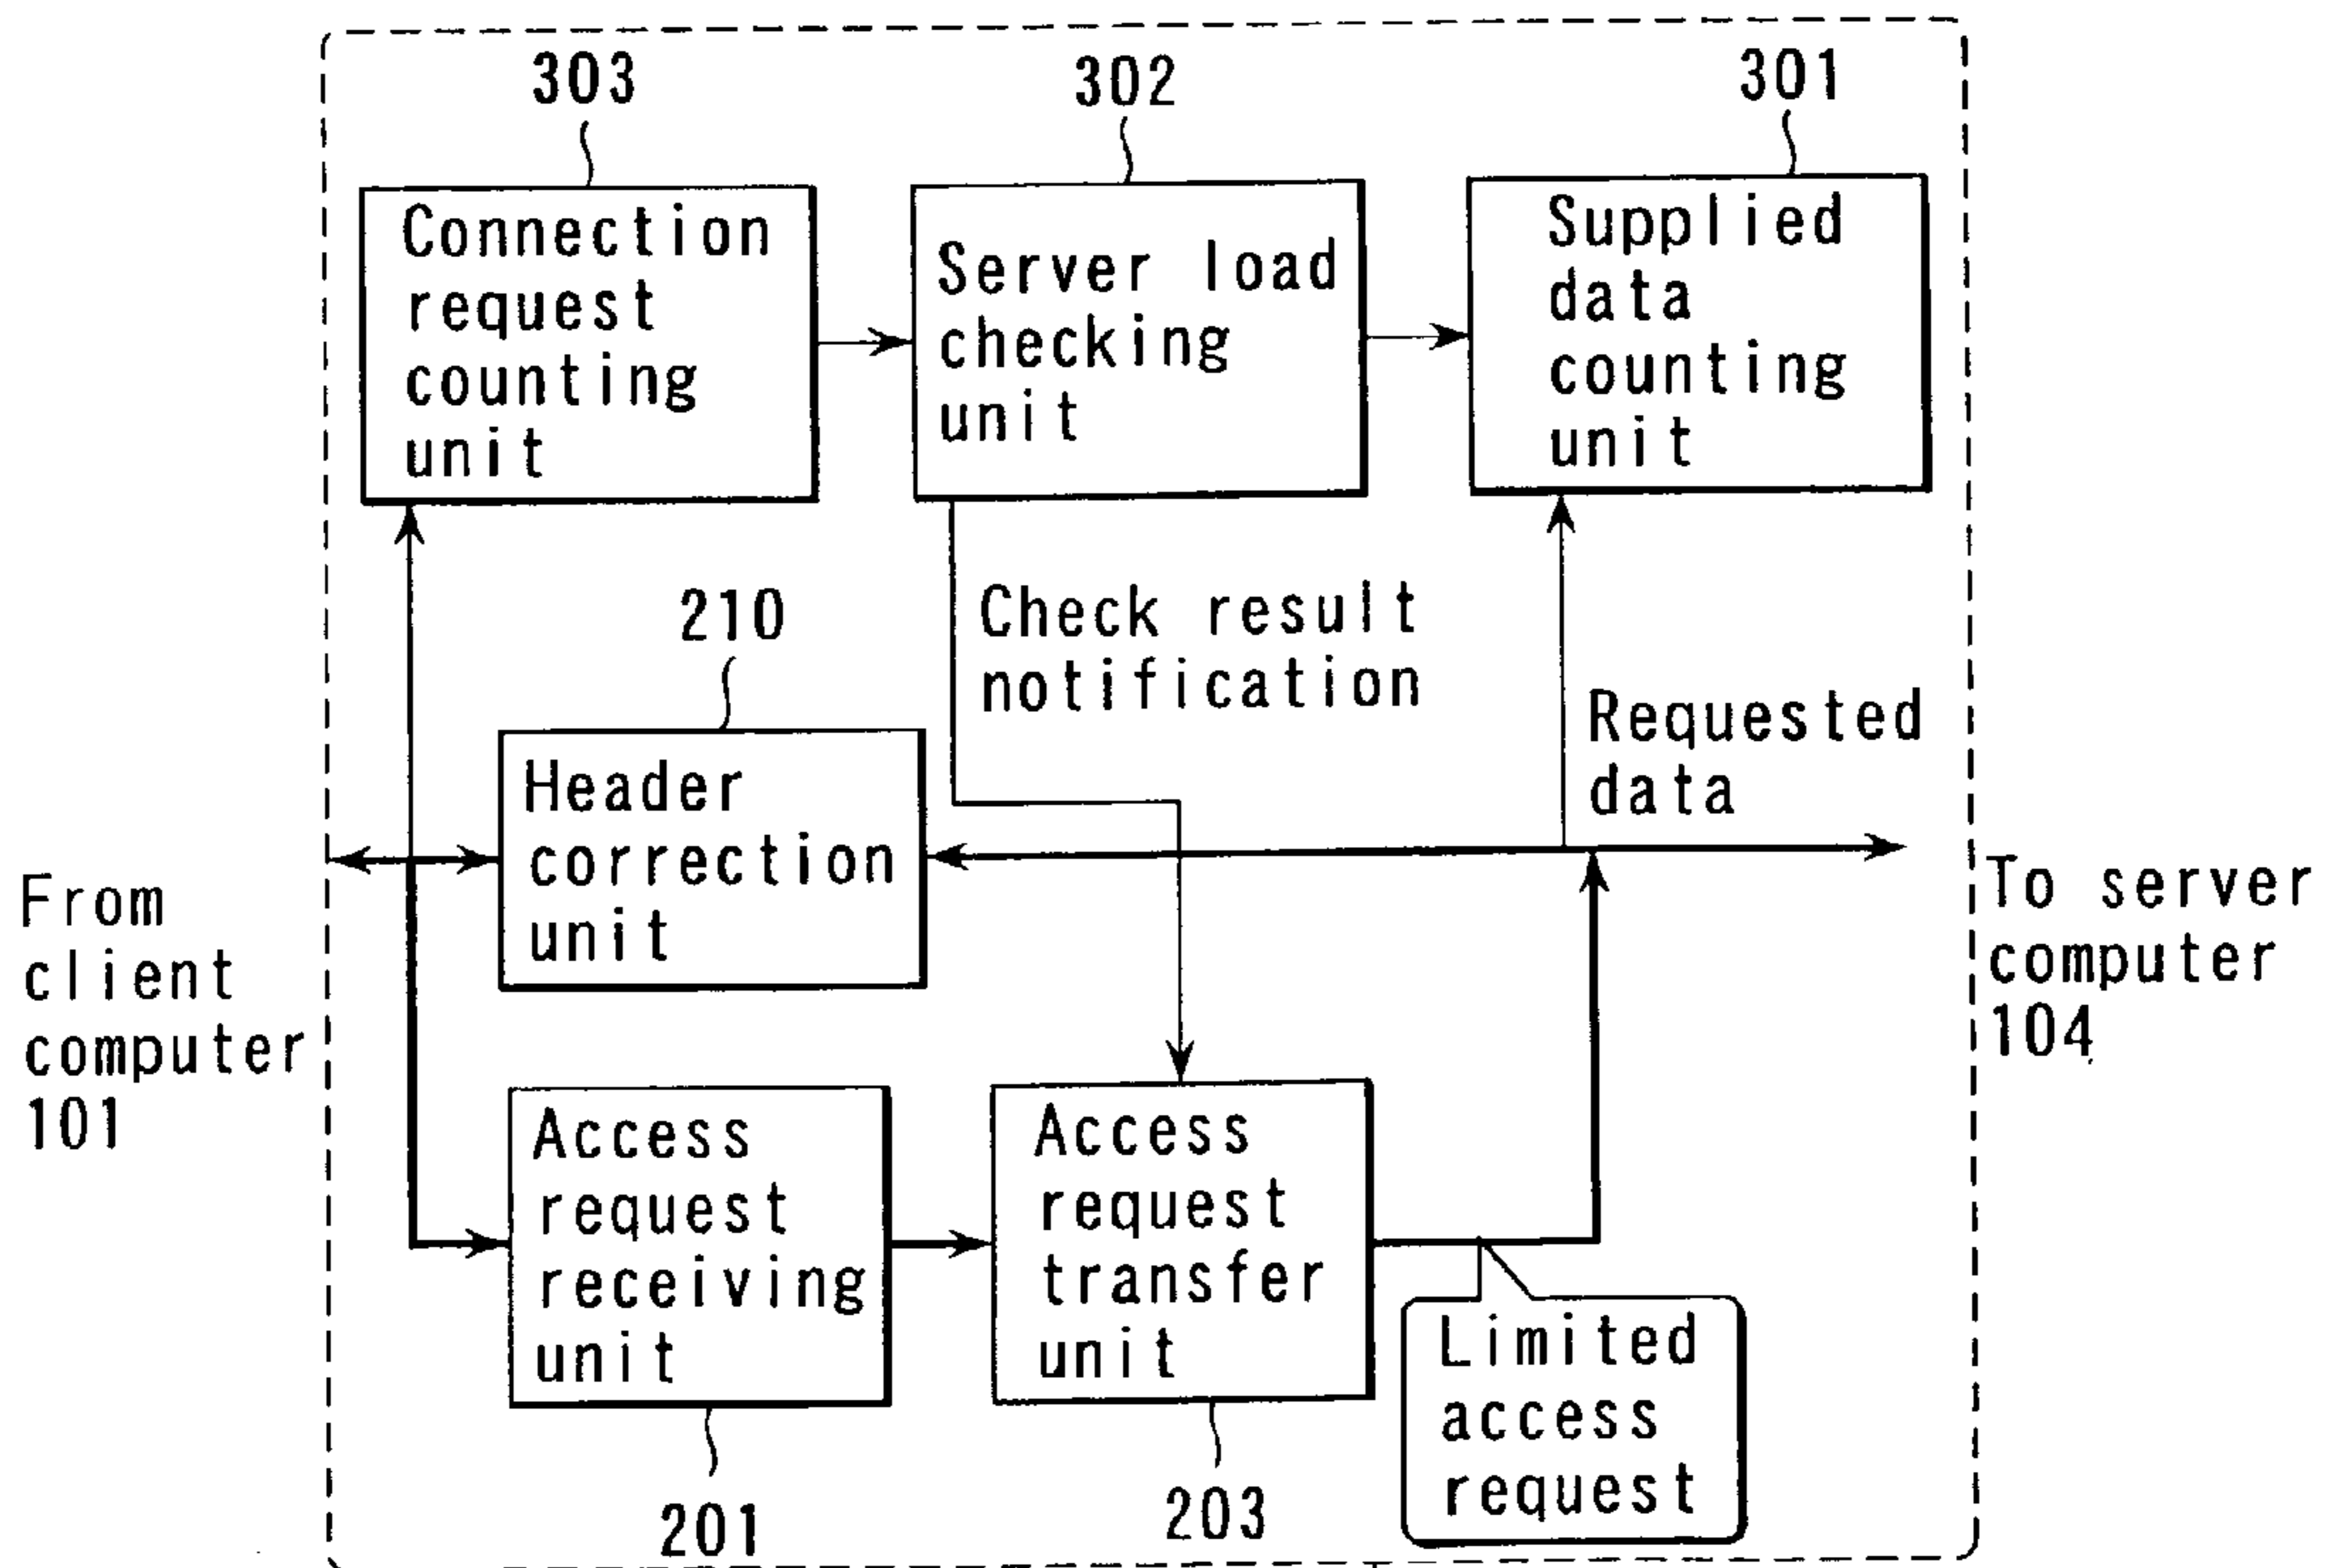 303
302
301
Connection
request
counting
unit
Server load
checking
unit
Supplied
data
counting
unit
210
Check result
notification
Requested
data
Header
correction
unit
From
client
computer
101
To server
computer
104
Access
request
receiving
unit
Access
request
transfer
unit
Limited
access
request
201
203